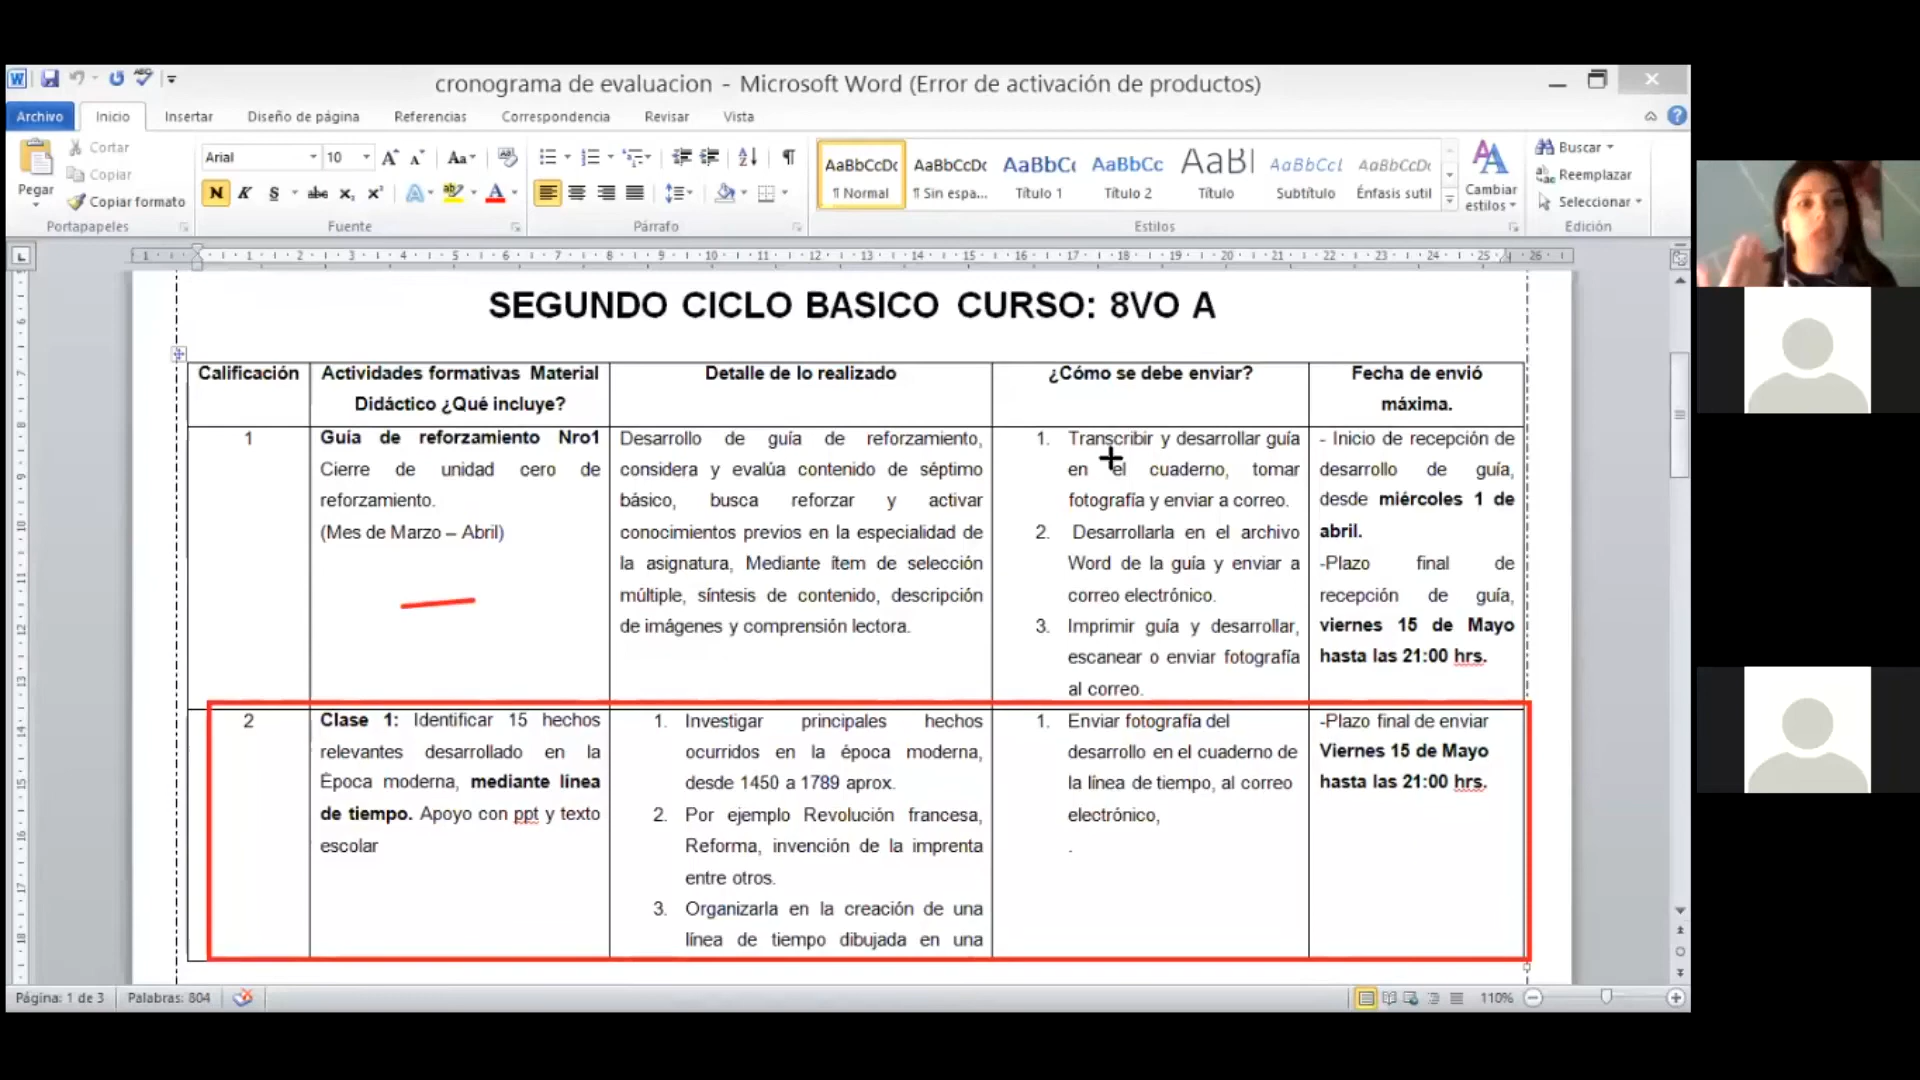 cronograma de evaluacion - Microsoft Word (Error de activación de productos)
Archivo Inicio Insertar Diseño de página Referencias Correspondencia Revisar Vista
Pegar
Cortar
Copiar
Copiar formato
Portapapeles
Arial 10
Fuente
Párrafo
AaBbCcDc AaBbCcDc AaBbC AaBbCc AaB AaBbCcL AaBbCcDc
¶ Normal ¶ Sin espa... Título 1 Título 2 Título Subtítulo Énfasis sutil
Estilos
Cambiar
estilos
Buscar
Reemplazar
Seleccionar
Edición
SEGUNDO CICLO BASICO CURSO: 8VO A
Calificación
Actividades formativas Material
Didáctico ¿Qué incluye?
Detalle de lo realizado
¿Cómo se debe enviar?
Fecha de envió
máxima.
1
Guía de reforzamiento Nro1
Cierre de unidad cero de
reforzamiento.
(Mes de Marzo – Abril)
Desarrollo de guía de reforzamiento,
considera y evalúa contenido de séptimo
básico, busca reforzar y activar
conocimientos previos en la especialidad de
la asignatura, Mediante ítem de selección
múltiple, síntesis de contenido, descripción
de imágenes y comprensión lectora.
1. Transcribir y desarrollar guía
en el cuaderno, tomar
fotografía y enviar a correo.
2. Desarrollarla en el archivo
Word de la guía y enviar a
correo electrónico.
3. Imprimir guía y desarrollar,
escanear o enviar fotografía
al correo.
- Inicio de recepción de
desarrollo de guía,
desde miércoles 1 de
abril.
-Plazo final de
recepción de guía,
viernes 15 de Mayo
hasta las 21:00 hrs.
2
Clase 1: Identificar 15 hechos
relevantes desarrollado en la
Época moderna, mediante línea
de tiempo. Apoyo con ppt y texto
escolar
1. Investigar principales hechos
ocurridos en la época moderna,
desde 1450 a 1789 aprox.
2. Por ejemplo Revolución francesa,
Reforma, invención de la imprenta
entre otros.
3. Organizarla en la creación de una
línea de tiempo dibujada en una
1. Enviar fotografía del
desarrollo en el cuaderno de
la línea de tiempo, al correo
electrónico,
.
-Plazo final de enviar
Viernes 15 de Mayo
hasta las 21:00 hrs.
Página: 1 de 3 Palabras: 804 110%